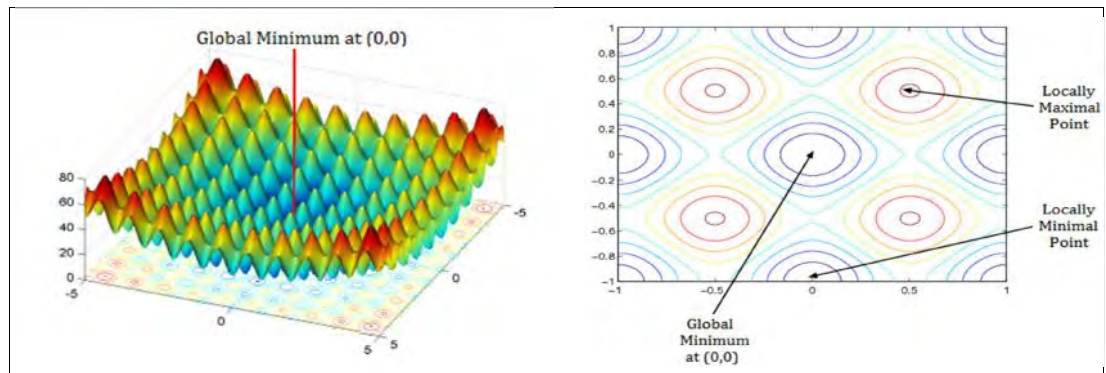 Global Minimum at (0,0)
80
60
40
20
0
-5
0
5
5
0
-5
1
0.8
0.6
0.4
0.2
0
-0.2
-0.4
-0.6
-0.8
-1
-1
-0.5
0
0.5
1
Locally
Maximal
Point
Locally
Minimal
Point
Global
Minimum
at (0,0)